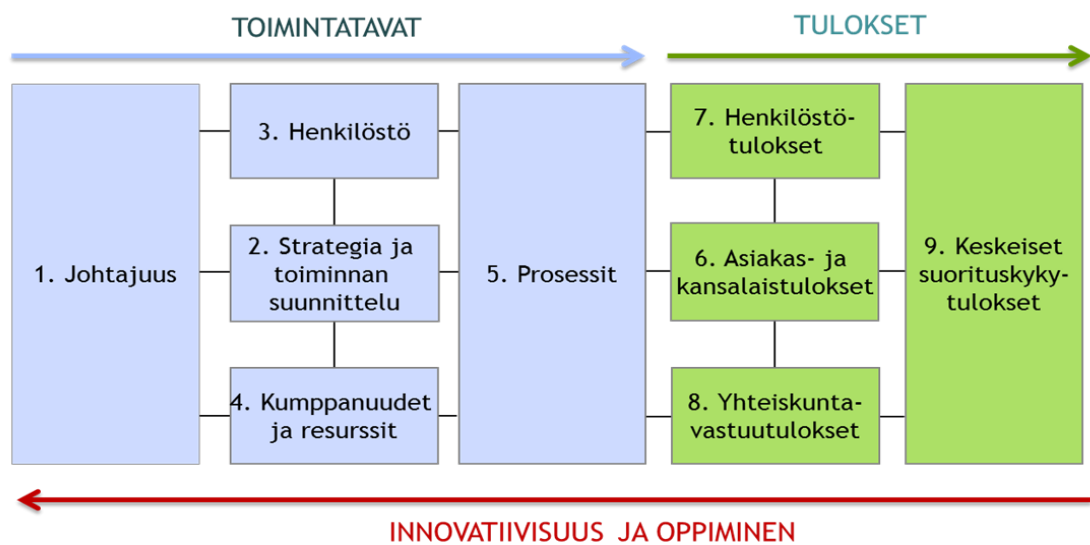 TOIMINTATAVAT
TULOKSET
1. Johtajuus
3. Henkilöstö
2. Strategia ja
toiminnan
suunnittelu
4. Kumppanuudet
ja resurssit
5. Prosessit
7. Henkilöstö-
tulokset
6. Asiakas- ja
kansalaistulokset
8. Yhteiskunta-
vastuutulokset
9. Keskeiset
suorituskyky-
tulokset
INNOVATIIVISUUS JA OPPIMINEN